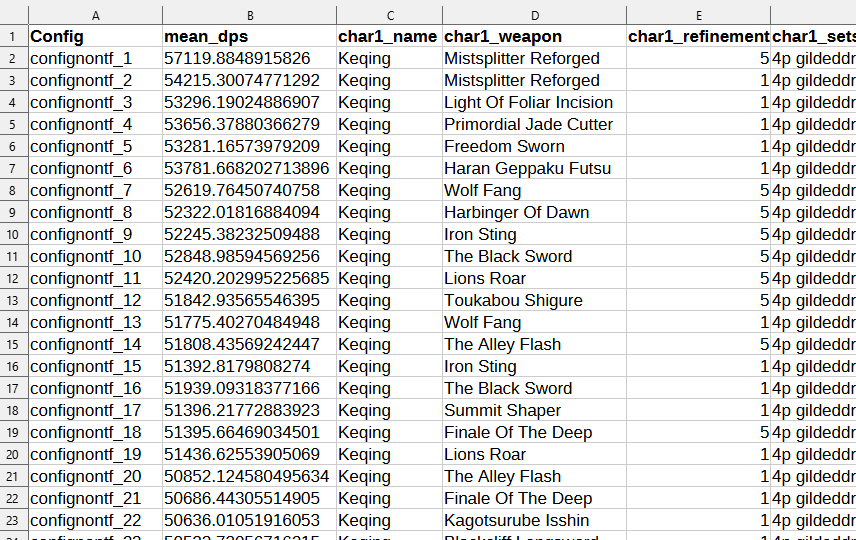 A B C D E
1 Config mean_dps char1_name char1_weapon char1_refinement char1_sets
2 confignontf_1 57119.8848915826 Keqing Mistsplitter Reforged 5 4p gildeddr
3 confignontf_2 54215.30074771292 Keqing Mistsplitter Reforged 1 4p gildeddr
4 confignontf_3 53296.19024886907 Keqing Light Of Foliar Incision 1 4p gildeddr
5 confignontf_4 53656.37880366279 Keqing Primordial Jade Cutter 1 4p gildeddr
6 confignontf_5 53281.16573979209 Keqing Freedom Sworn 1 4p gildeddr
7 confignontf_6 53781.668202713896 Keqing Haran Geppaku Futsu 1 4p gildeddr
8 confignontf_7 52619.76450740758 Keqing Wolf Fang 5 4p gildeddr
9 confignontf_8 52322.01816884094 Keqing Harbinger Of Dawn 5 4p gildeddr
10 confignontf_9 52245.38232509488 Keqing Iron Sting 5 4p gildeddr
11 confignontf_10 52848.98594569256 Keqing The Black Sword 5 4p gildeddr
12 confignontf_11 52420.202995225685 Keqing Lions Roar 5 4p gildeddr
13 confignontf_12 51842.93565546395 Keqing Toukabou Shigure 5 4p gildeddr
14 confignontf_13 51775.40270484948 Keqing Wolf Fang 1 4p gildeddr
15 confignontf_14 51808.43569242447 Keqing The Alley Flash 5 4p gildeddr
16 confignontf_15 51392.8179808274 Keqing Iron Sting 1 4p gildeddr
17 confignontf_16 51939.09318377166 Keqing The Black Sword 1 4p gildeddr
18 confignontf_17 51396.21772883923 Keqing Summit Shaper 1 4p gildeddr
19 confignontf_18 51395.66469034501 Keqing Finale Of The Deep 5 4p gildeddr
20 confignontf_19 51436.62553905069 Keqing Lions Roar 1 4p gildeddr
21 confignontf_20 50852.124580495634 Keqing The Alley Flash 1 4p gildeddr
22 confignontf_21 50686.44305514905 Keqing Finale Of The Deep 1 4p gildeddr
23 confignontf_22 50636.01051916053 Keqing Kagotsurube Isshin 1 4p gildeddr